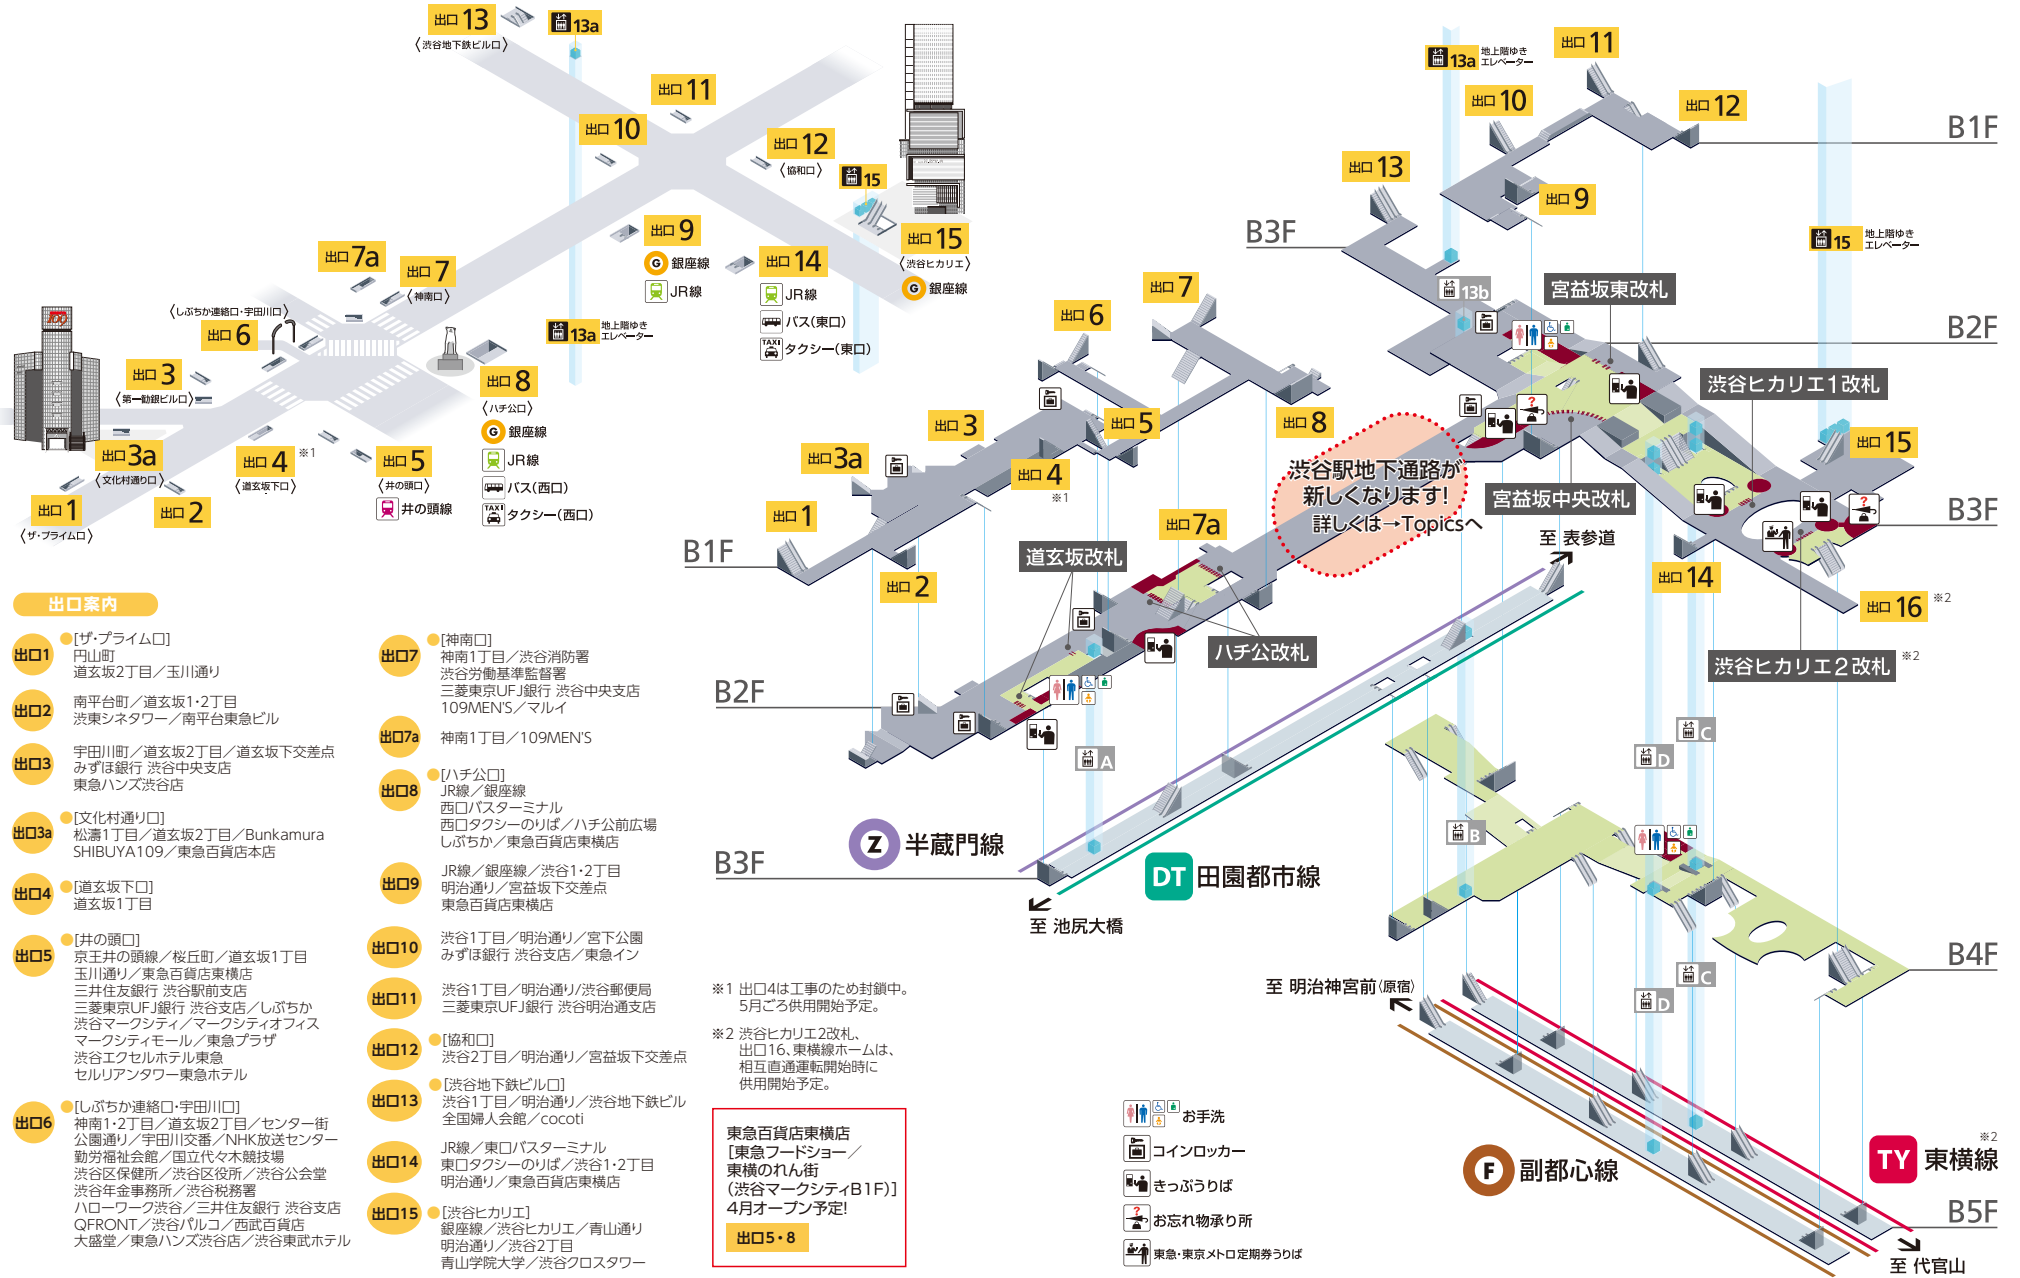 出口13
〈渋谷地下鉄ビル口〉
13a
出口11
出口10
出口12
〈協和口〉
15
出口9
G 銀座線
JR線
出口14
JR線
バス(東口)
TAXI タクシー(東口)
出口15
〈渋谷ヒカリエ〉
G 銀座線
出口7a
出口7
〈神南口〉
〈しぶちか連絡口・宇田川口〉
出口6
13a 地上階ゆき
エレベーター
109
出口3
〈第一勧銀ビル口〉
出口8
〈ハチ公口〉
G 銀座線
JR線
バス(西口)
TAXI タクシー(西口)
出口3a
〈文化村通り口〉
出口4 ※1
〈道玄坂下口〉
出口5
〈井の頭口〉
井の頭線
出口1
〈ザ・プライム口〉
出口2
13a 地上階ゆき
エレベーター
出口11
出口10
出口12
B1F
出口13
出口9
B3F
15 地上階ゆき
エレベーター
13b
宮益坂東改札
B2F
出口7
出口6
渋谷ヒカリエ1改札
出口5
出口8
出口3
出口3a
出口4
※1
渋谷駅地下通路が
新しくなります!
詳しくは→Topicsへ
宮益坂中央改札
出口15
B3F
出口1
出口7a
至 表参道
B1F
道玄坂改札
出口2
出口14
出口16 ※2
ハチ公改札
渋谷ヒカリエ2改札 ※2
B2F
A
C
D
B
Z 半蔵門線
DT 田園都市線
B3F
至 池尻大橋
B4F
C
D
至 明治神宮前〈原宿〉
F 副都心線
TY 東横線 ※2
B5F
至 代官山
出口案内
出口1
[ザ・プライム口]
円山町
道玄坂2丁目/玉川通り
出口2
南平台町/道玄坂1・2丁目
渋東シネタワー/南平台東急ビル
出口3
宇田川町/道玄坂2丁目/道玄坂下交差点
みずほ銀行 渋谷中央支店
東急ハンズ渋谷店
出口3a
[文化村通り口]
松濤1丁目/道玄坂2丁目/Bunkamura
SHIBUYA109/東急百貨店本店
出口4
[道玄坂下口]
道玄坂1丁目
出口5
[井の頭口]
京王井の頭線/桜丘町/道玄坂1丁目
玉川通り/東急百貨店東横店
三井住友銀行 渋谷駅前支店
三菱東京UFJ銀行 渋谷支店/しぶちか
渋谷マークシティ/マークシティオフィス
マークシティモール/東急プラザ
渋谷エクセルホテル東急
セルリアンタワー東急ホテル
出口6
[しぶちか連絡口・宇田川口]
神南1・2丁目/道玄坂2丁目/センター街
公園通り/宇田川交番/NHK放送センター
勤労福祉会館/国立代々木競技場
渋谷区保健所/渋谷区役所/渋谷公会堂
渋谷年金事務所/渋谷税務署
ハローワーク渋谷/三井住友銀行 渋谷支店
QFRONT/渋谷パルコ/西武百貨店
大盛堂/東急ハンズ渋谷店/渋谷東武ホテル
出口7
[神南口]
神南1丁目/渋谷消防署
渋谷労働基準監督署
三菱東京UFJ銀行 渋谷中央支店
109MEN'S/マルイ
出口7a
神南1丁目/109MEN'S
出口8
[ハチ公口]
JR線/銀座線
西口バスターミナル
西口タクシーのりば/ハチ公前広場
しぶちか/東急百貨店東横店
出口9
JR線/銀座線/渋谷1・2丁目
明治通り/宮益坂下交差点
東急百貨店東横店
出口10
渋谷1丁目/明治通り/宮下公園
みずほ銀行 渋谷支店/東急イン
出口11
渋谷1丁目/明治通り/渋谷郵便局
三菱東京UFJ銀行 渋谷明治通支店
出口12
[協和口]
渋谷2丁目/明治通り/宮益坂下交差点
出口13
[渋谷地下鉄ビル口]
渋谷1丁目/明治通り/渋谷地下鉄ビル
全国婦人会館/cocoti
出口14
JR線/東口バスターミナル
東口タクシーのりば/渋谷1・2丁目
明治通り/東急百貨店東横店
出口15
[渋谷ヒカリエ]
銀座線/渋谷ヒカリエ/青山通り
明治通り/渋谷2丁目
青山学院大学/渋谷クロスタワー
※1 出口4は工事のため封鎖中。
5月ごろ供用開始予定。
※2 渋谷ヒカリエ2改札、
出口16、東横線ホームは、
相互直通運転開始時に
供用開始予定。
東急百貨店東横店
[東急フードショー/
東横のれん街
(渋谷マークシティB1F)]
4月オープン予定!
出口5・8
お手洗
コインロッカー
きっぷうりば
お忘れ物承り所
東急・東京メトロ定期券うりば